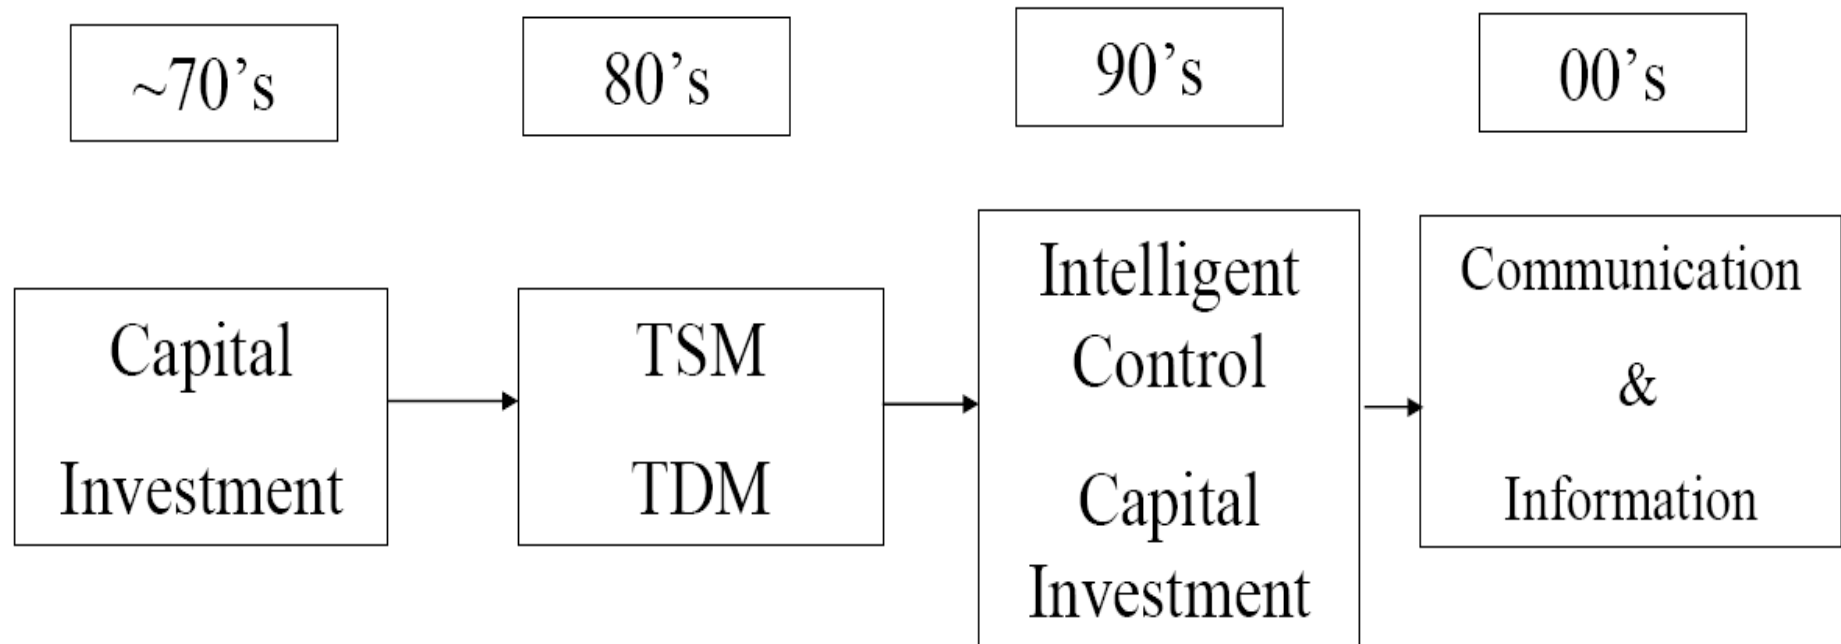 ~70’s
80’s
90’s
00’s
Capital
Investment
TSM
TDM
Intelligent
Control
Capital
Investment
Communication
&
Information